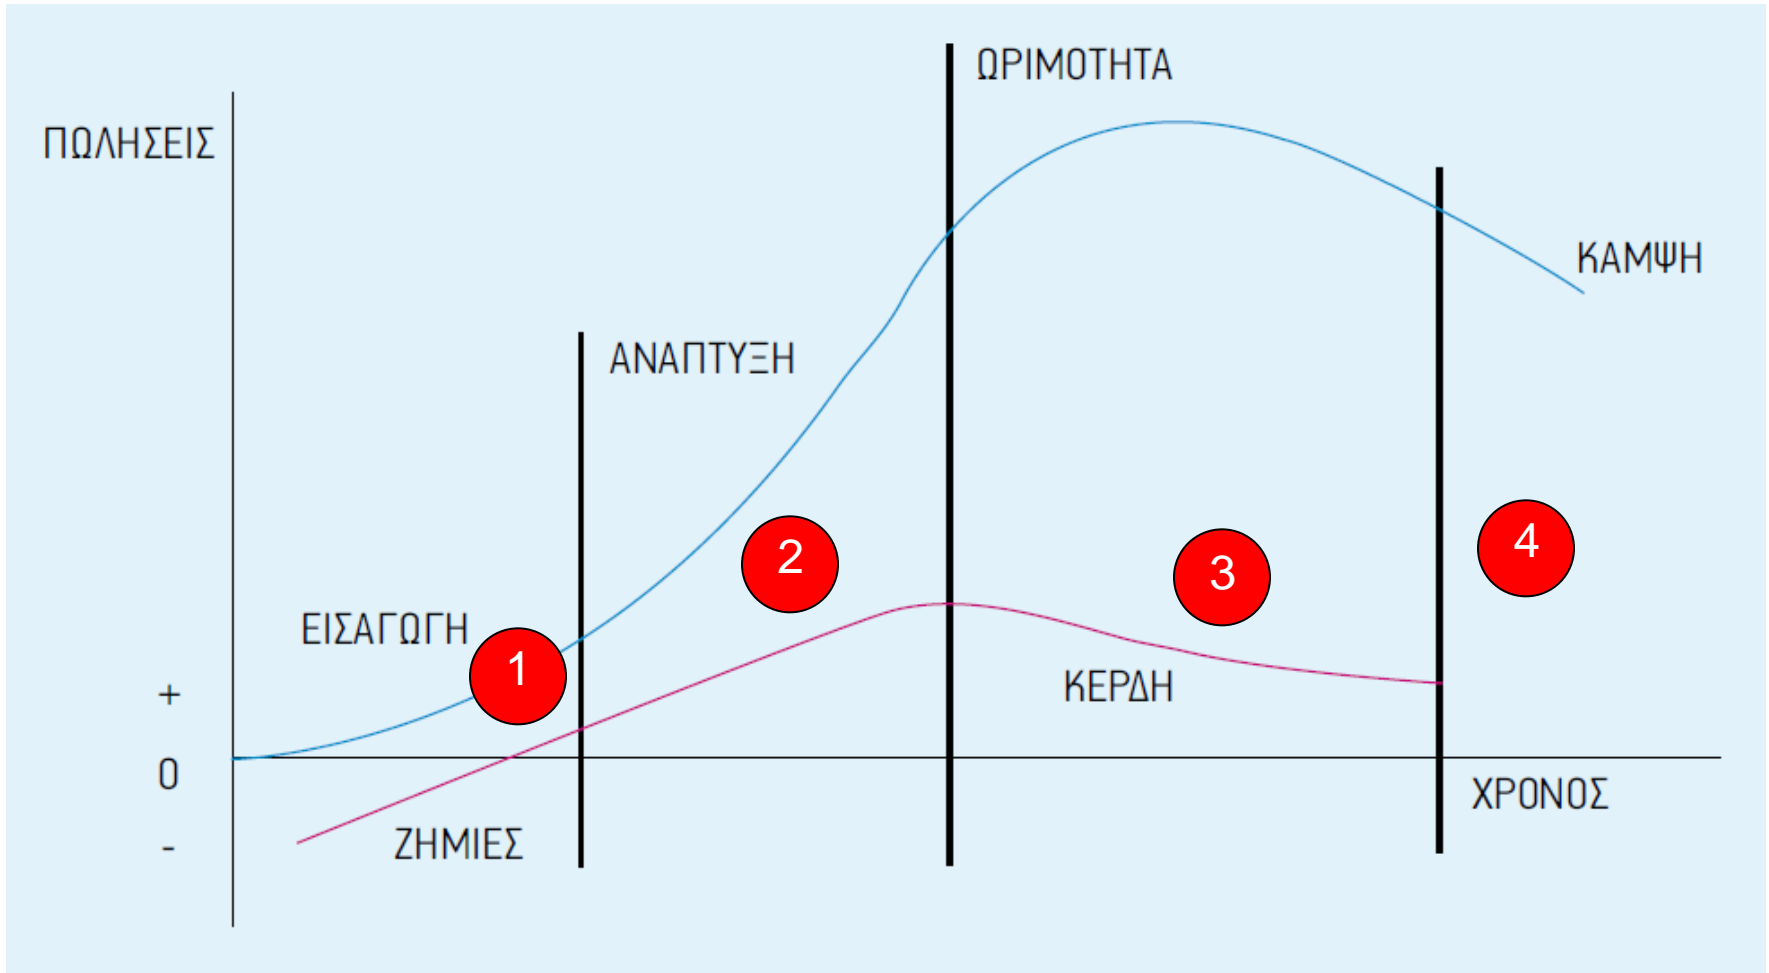 ΩΡΙΜΟΤΗΤΑ
ΠΩΛΗΣΕΙΣ
ΚΑΜΨΗ
ΑΝΑΠΤΥΞΗ
2
3
4
ΕΙΣΑΓΩΓΗ
1
+
ΚΕΡΔΗ
0
ΧΡΟΝΟΣ
-
ΖΗΜΙΕΣ